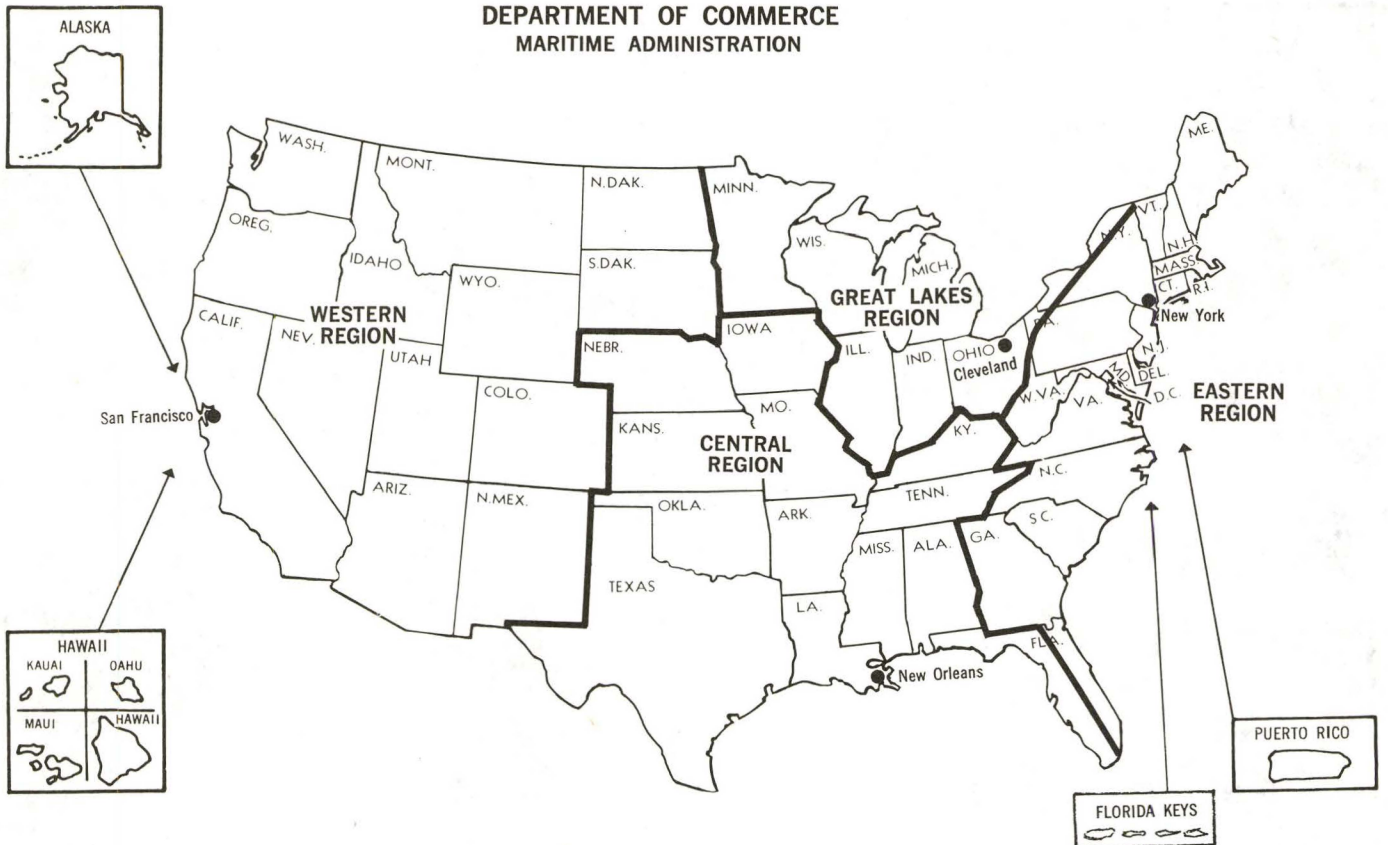 DEPARTMENT OF COMMERCE
MARITIME ADMINISTRATION
ALASKA
WASH.
MONT.
N.DAK.
MINN.
ME.
OREG.
IDAHO
WYO.
S.DAK.
WIS.
MICH.
N.Y.
VT.
N.H.
MASS.
CT.
R.I.
WESTERN
REGION
GREAT LAKES
REGION
CALIF.
NEV.
UTAH
COLO.
NEBR.
IOWA
ILL.
IND.
OHIO
Cleveland
PA.
New York
N.J.
MD.
DEL.
D.C.
EASTERN
REGION
San Francisco
KANS.
MO.
CENTRAL
REGION
KY.
W.VA.
VA.
ARIZ.
N.MEX.
OKLA.
ARK.
TENN.
N.C.
S.C.
TEXAS
LA.
MISS.
ALA.
GA.
FLA.
New Orleans
HAWAII
KAUAI
OAHU
MAUI
HAWAII
PUERTO RICO
FLORIDA KEYS